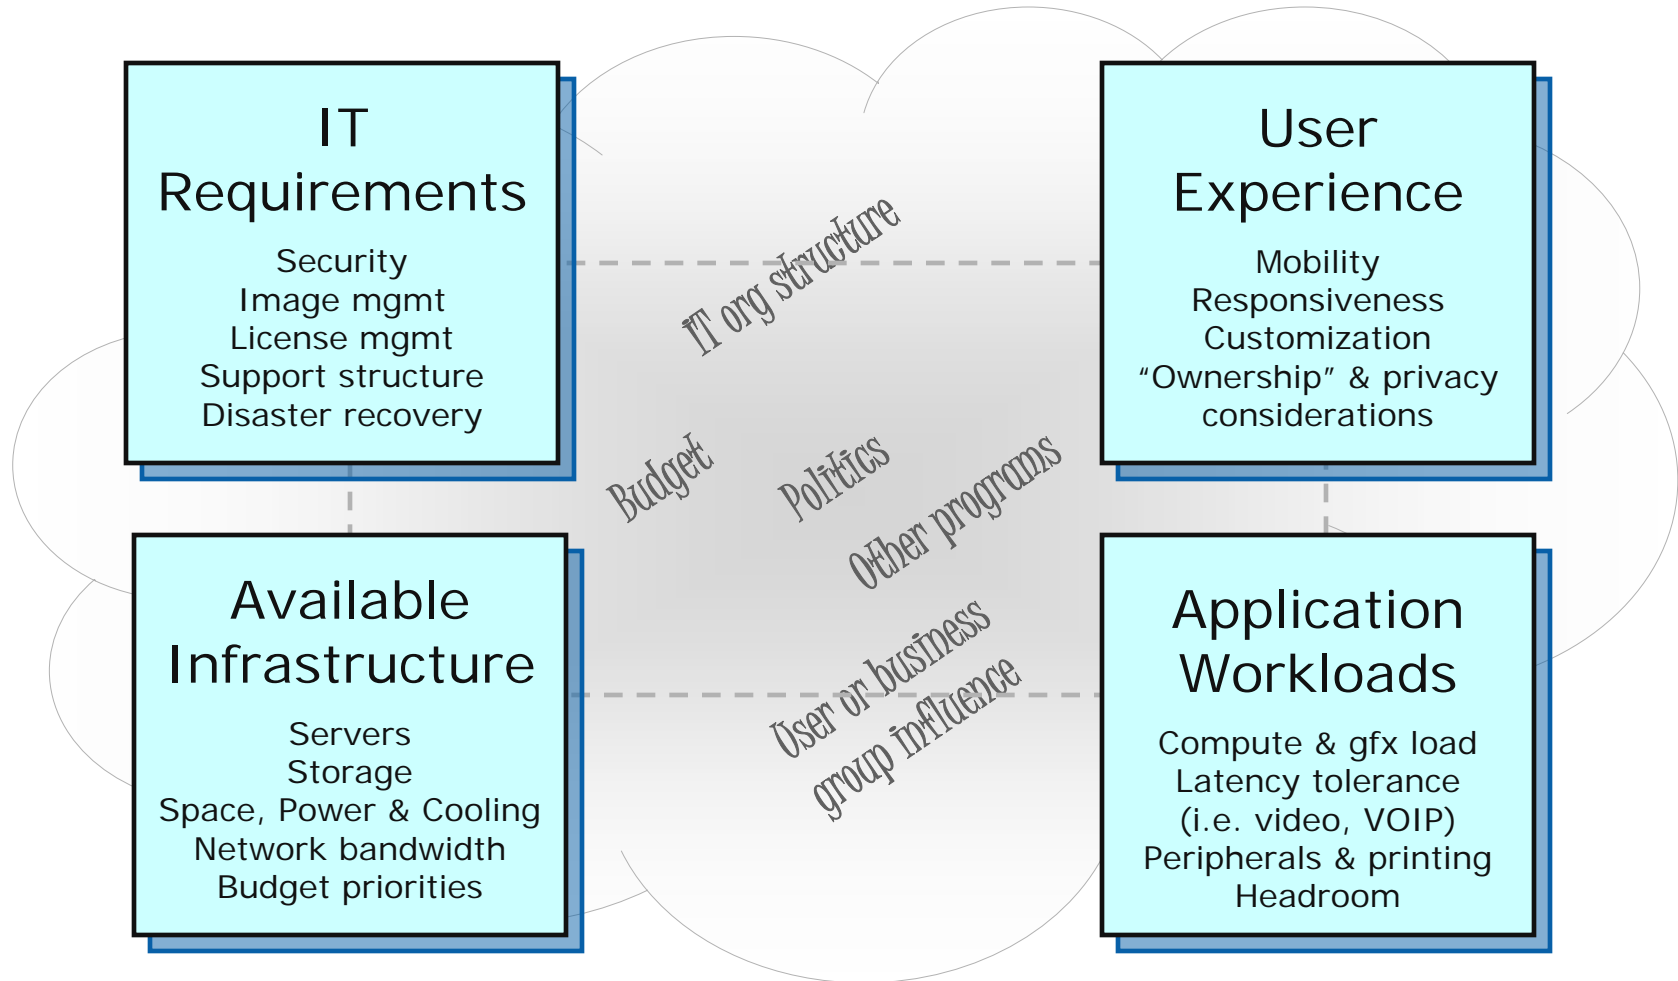 IT
Requirements
Security
Image mgmt
License mgmt
Support structure
Disaster recovery
User
Experience
Mobility
Responsiveness
Customization
“Ownership” & privacy
considerations
IT org structure
Budget
Politics
Other programs
User or business
group influence
Available
Infrastructure
Servers
Storage
Space, Power & Cooling
Network bandwidth
Budget priorities
Application
Workloads
Compute & gfx load
Latency tolerance
(i.e. video, VOIP)
Peripherals & printing
Headroom